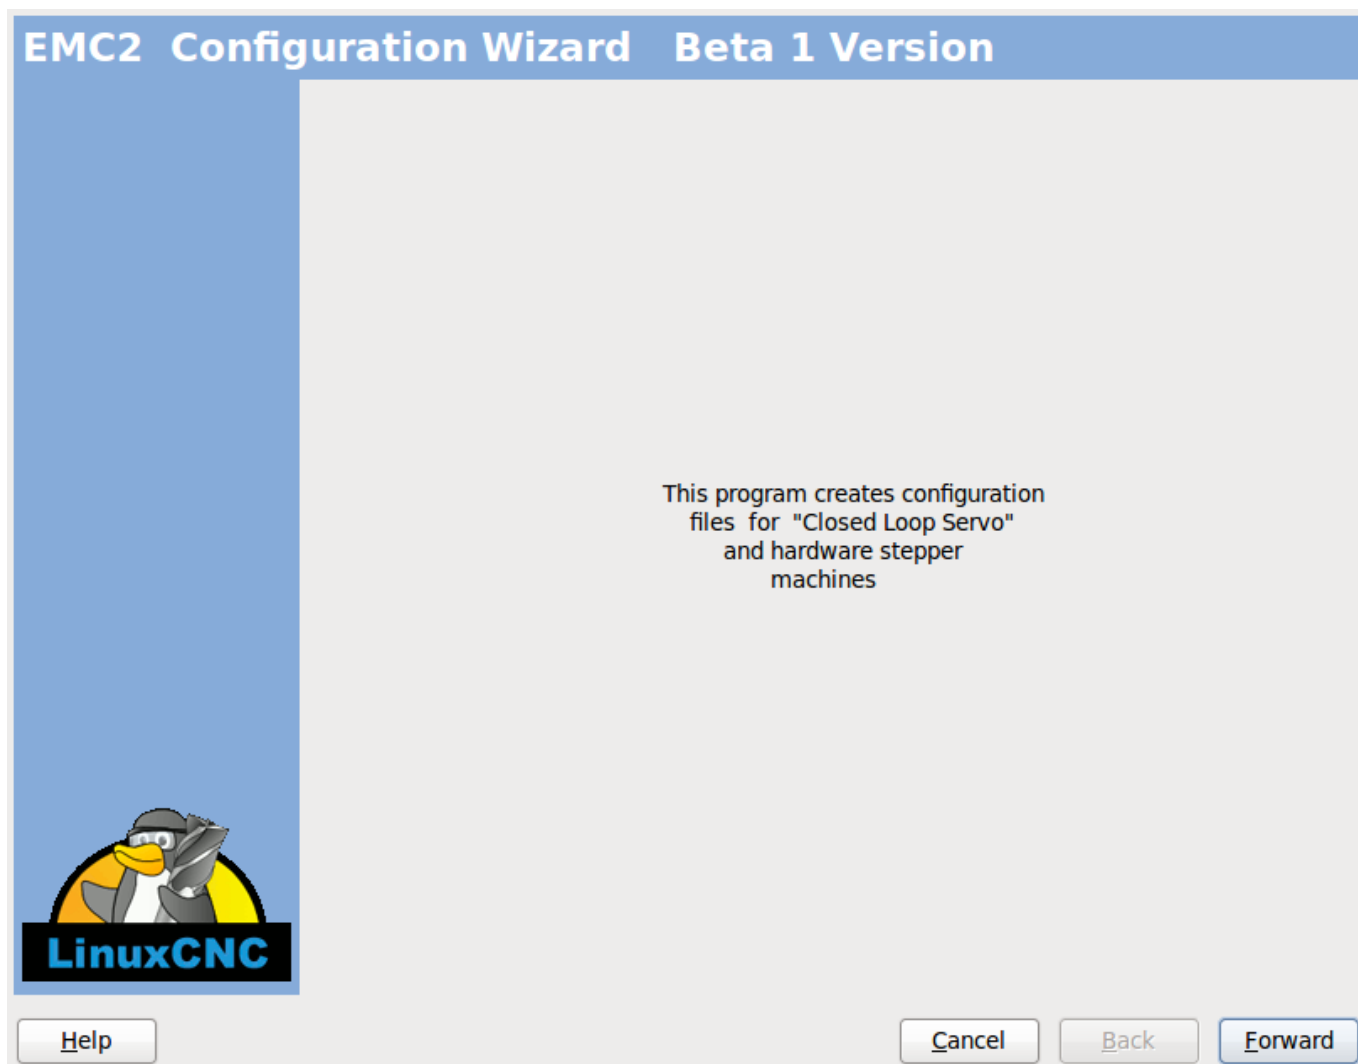 EMC2  Configuration Wizard   Beta 1 Version
This program creates configuration
files  for  "Closed Loop Servo"
and hardware stepper
machines
LinuxCNC
Help
Cancel
Back
Forward